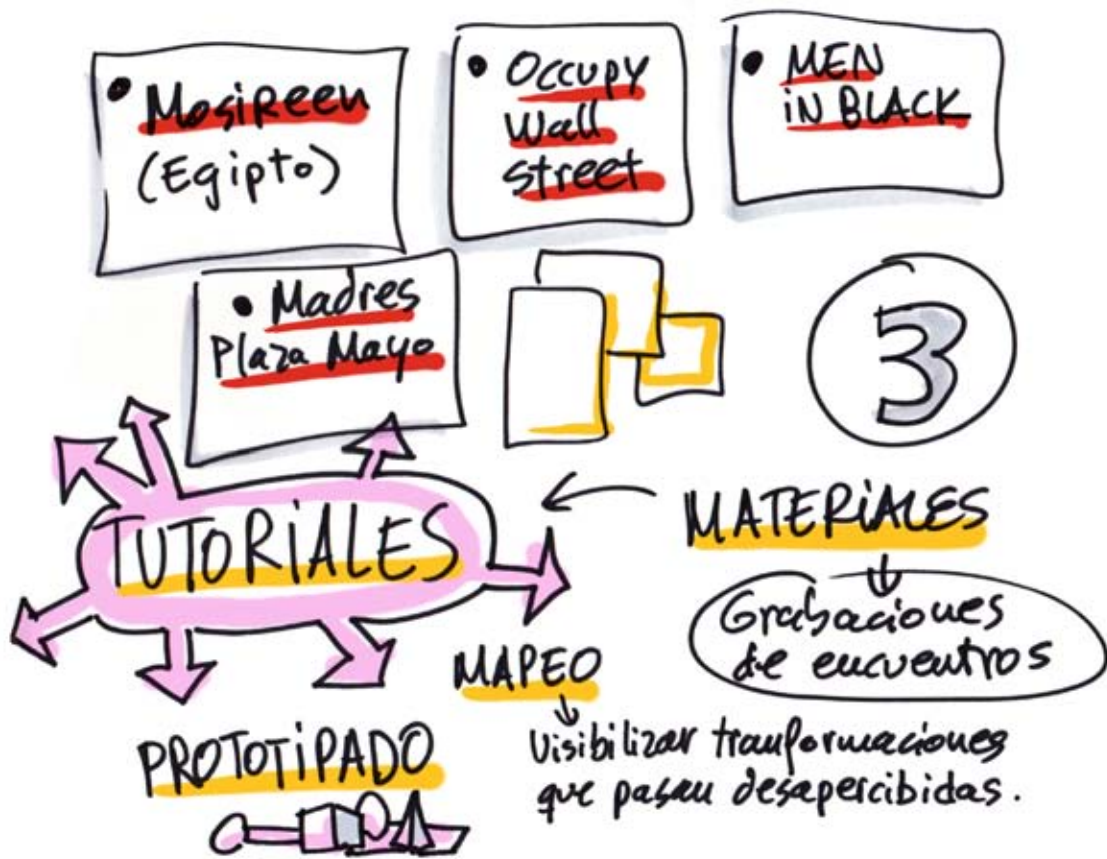 • Mosireen
(Egipto)
• Occupy
Wall
street
• MEN
iN BLACK
• Madres
Plaza Mayo
3
TUTORiALES
MATERiALES
Grabaciones
de encuentros
MAPEO
Visibilizar tranformaciones
que pasan desapercibidas.
PROTOTiPADO